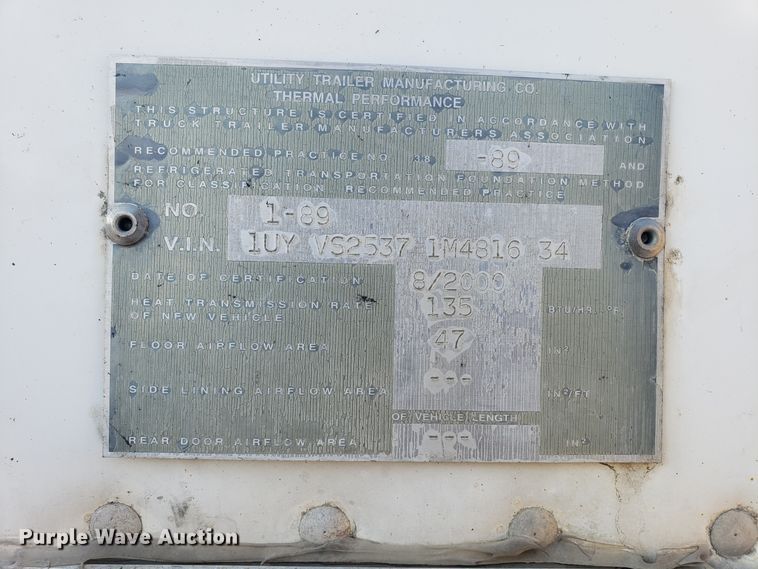 UTILITY TRAILER MANUFACTURING CO.
THERMAL PERFORMANCE
THIS STRUCTURE IS CERTIFIED IN ACCORDANCE WITH
TRUCK TRAILER MANUFACTURERS ASSOCIATION
RECOMMENDED PRACTICE NO 38 -89 AND
REFRIGERATED TRANSPORTATION FOUNDATION METHOD
FOR CLASSIFICATION RECOMMENDED PRACTICE
NO. 1-89
V.I.N. 1UY VS2537 1M4816 34
DATE OF CERTIFICATION 8/2000
HEAT TRANSMISSION RATE 135 BTU/HR. °F
OF NEW VEHICLE
FLOOR AIRFLOW AREA 47 IN²
SIDE LINING AIRFLOW AREA --- IN²/FT
OF VEHICLE LENGTH
REAR DOOR AIRFLOW AREA --- IN²
Purple Wave Auction